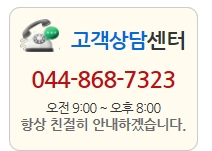 고객상담센터
044-868-7323
오전 9:00 ~ 오후 8:00
항상 친절히 안내하겠습니다.